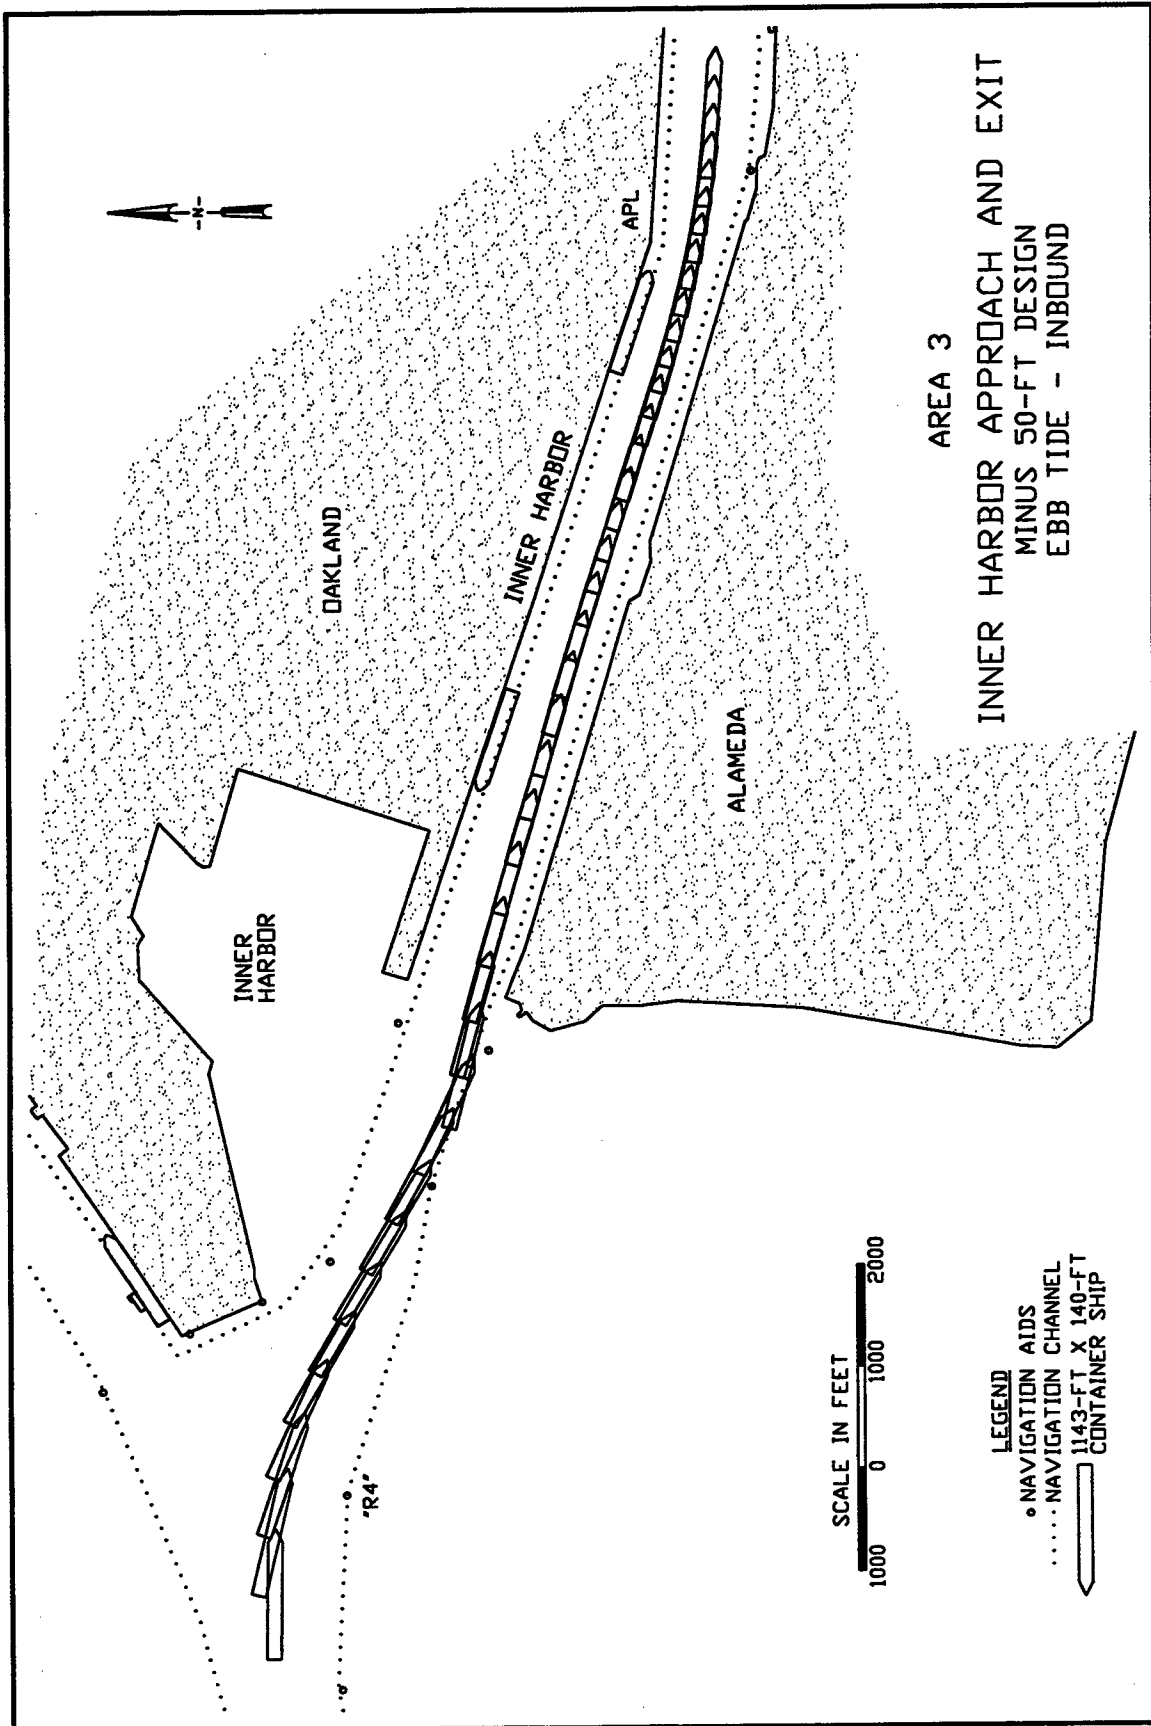 -N-
OAKLAND
INNER HARBOR
APL
INNER
HARBOR
ALAMEDA
"R4"
SCALE IN FEET
1000 0 1000 2000
LEGEND
NAVIGATION AIDS
NAVIGATION CHANNEL
1143-FT X 140-FT
CONTAINER SHIP
AREA 3
INNER HARBOR APPROACH AND EXIT
MINUS 50-FT DESIGN
EBB TIDE - INBOUND